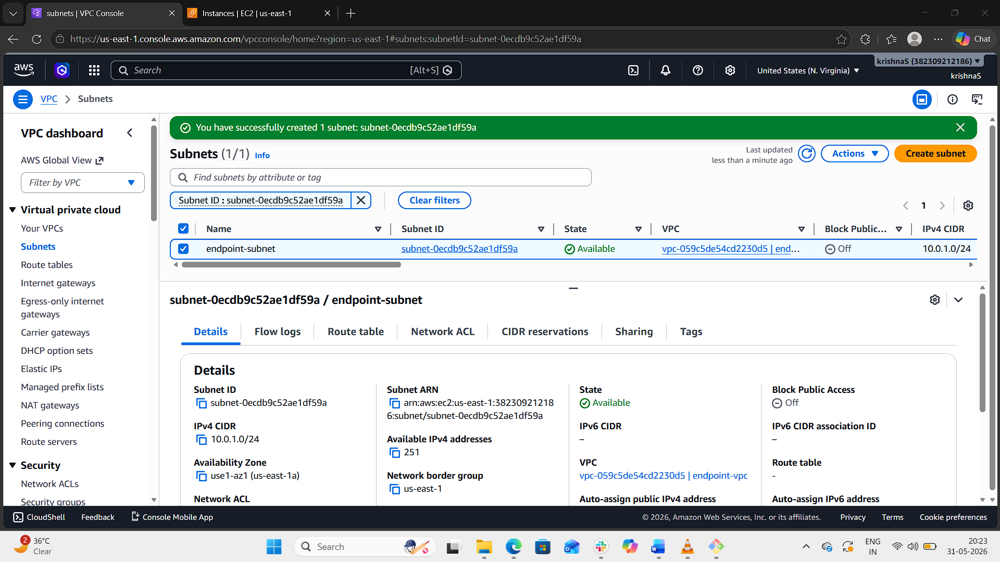 subnets | VPC Console
Instances | EC2 | us-east-1
https://us-east-1.console.aws.amazon.com/vpcconsole/home?region=us-east-1#subnets:subnetId=subnet-0ecdb9c52ae1df59a
Chat
aws
Search
[Alt+S]
United States (N. Virginia)
krishnaS (382309212186)
krishnaS
VPC
Subnets
VPC dashboard
AWS Global View
Filter by VPC
Virtual private cloud
Your VPCs
Subnets
Route tables
Internet gateways
Egress-only internet
gateways
Carrier gateways
DHCP option sets
Elastic IPs
Managed prefix lists
NAT gateways
Peering connections
Route servers
Security
Network ACLs
Security groups
You have successfully created 1 subnet: subnet-0ecdb9c52ae1df59a
Subnets (1/1) Info
Last updated
less than a minute ago
Actions
Create subnet
Find subnets by attribute or tag
Subnet ID : subnet-0ecdb9c52ae1df59a
Clear filters
1
Name Subnet ID State VPC Block Public... IPv4 CIDR
endpoint-subnet subnet-0ecdb9c52ae1df59a Available vpc-059c5de54cd2230d5 | end... Off 10.0.1.0/24
subnet-0ecdb9c52ae1df59a / endpoint-subnet
Details Flow logs Route table Network ACL CIDR reservations Sharing Tags
Details
Subnet ID
subnet-0ecdb9c52ae1df59a
IPv4 CIDR
10.0.1.0/24
Availability Zone
use1-az1 (us-east-1a)
Network ACL
Subnet ARN
arn:aws:ec2:us-east-1:38230921218
6:subnet/subnet-0ecdb9c52ae1df59a
Available IPv4 addresses
251
Network border group
us-east-1
State
Available
IPv6 CIDR
–
VPC
vpc-059c5de54cd2230d5 | endpoint-vpc
Auto-assign public IPv4 address
Block Public Access
Off
IPv6 CIDR association ID
–
Route table
-
Auto-assign IPv6 address
CloudShell
Feedback
Console Mobile App
© 2026, Amazon Web Services, Inc. or its affiliates.
Privacy
Terms
Cookie preferences
2
36°C
Clear
Search
ENG
IN
20:23
31-05-2026